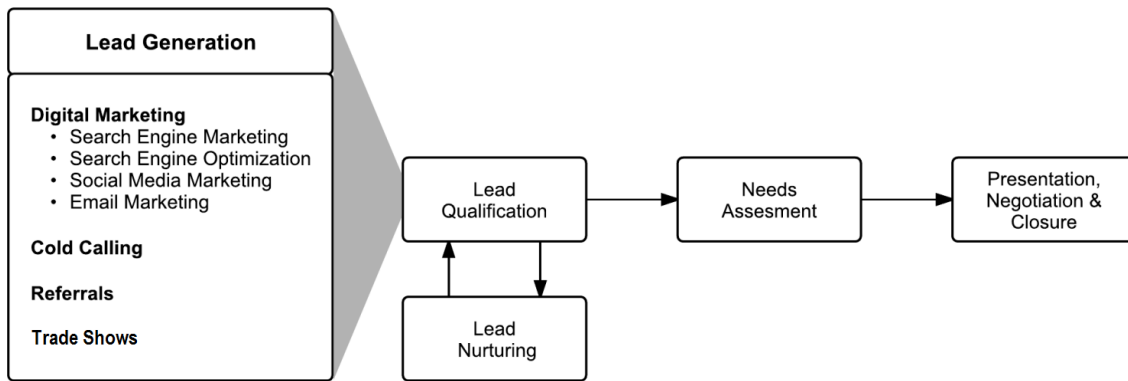 Lead Generation
Digital Marketing
• Search Engine Marketing
• Search Engine Optimization
• Social Media Marketing
• Email Marketing
Cold Calling
Referrals
Trade Shows
Lead
Qualification
Needs
Assesment
Presentation,
Negotiation &
Closure
Lead
Nurturing